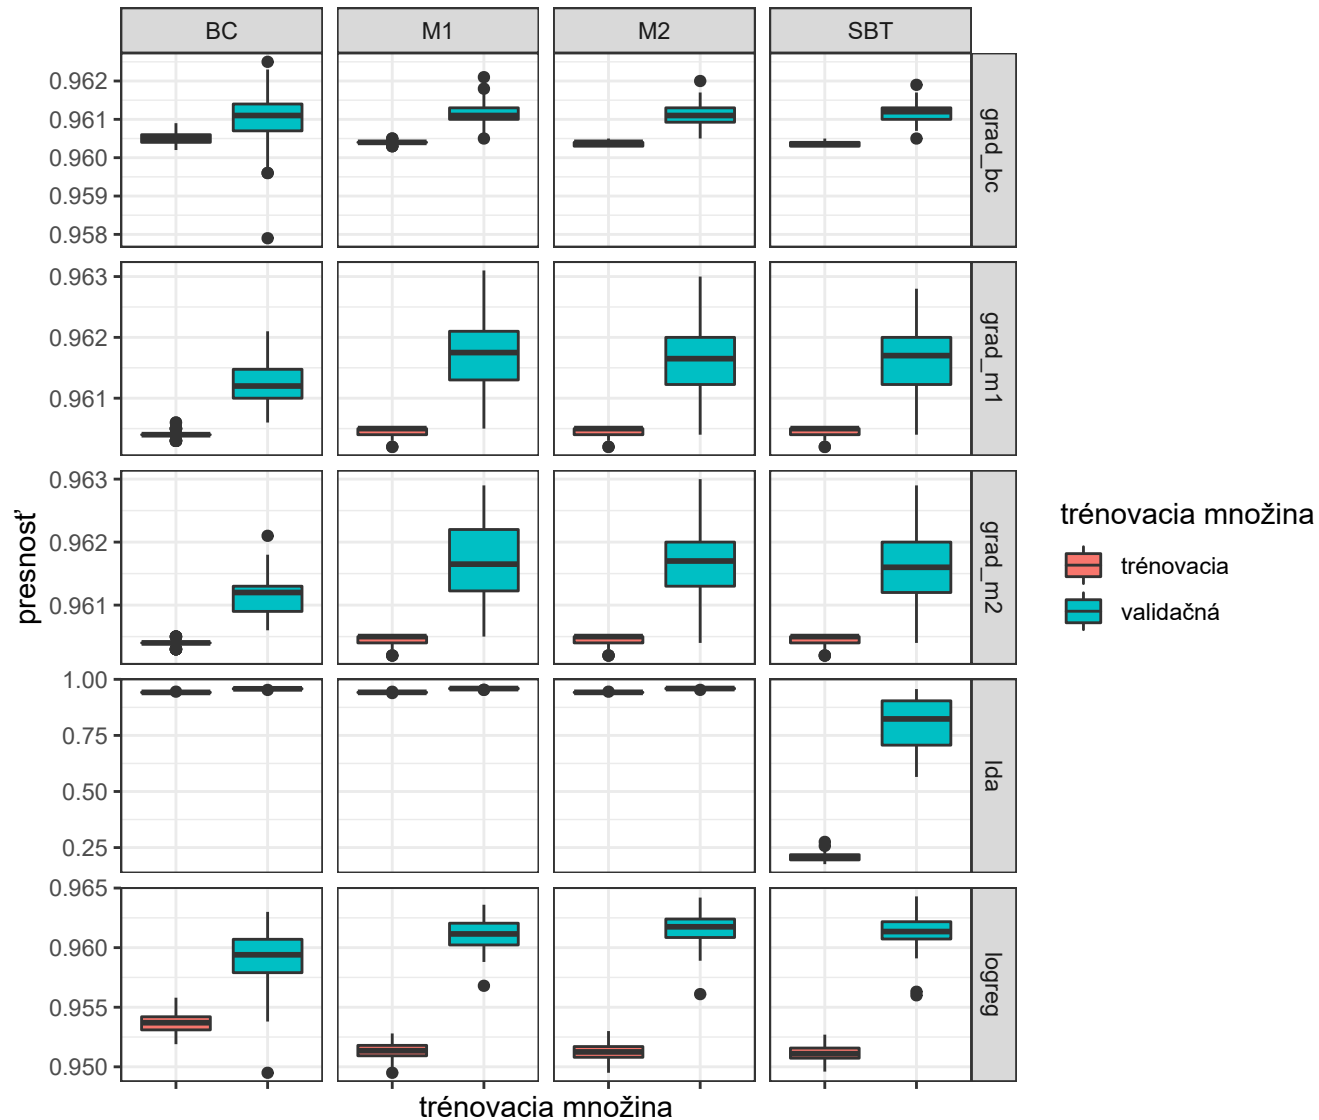 BC M1 M2 SBT
0.962
0.961
0.960
0.959
0.958
grad_bc
0.963
0.962
0.961
grad_m1
0.963
0.962
0.961
grad_m2
1.00
0.75
0.50
0.25
lda
0.965
0.960
0.955
0.950
logreg
presnosť
trénovacia množina
trénovacia množina
trénovacia
validačná